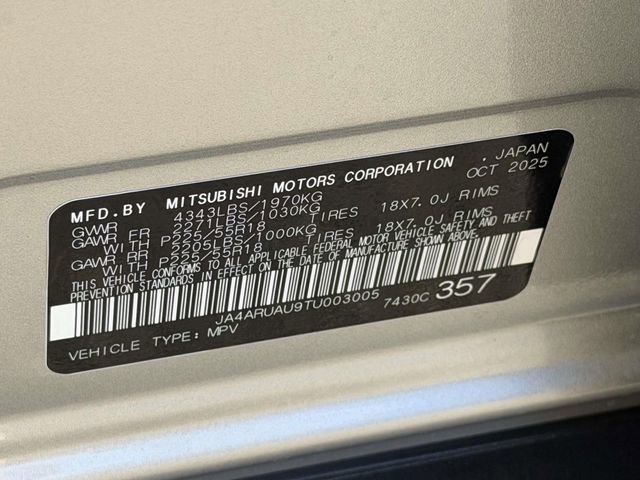 MFD.BY MITSUBISHI MOTORS CORPORATION . JAPAN
GVWR 4343LBS/1970KG OCT 2025
GAWR FR 2271LBS/1030KG
WITH P225/55R18 TIRES 18X7.0J RIMS
GAWR RR 2205LBS/1000KG
WITH P225/55R18 TIRES 18X7.0J RIMS
THIS VEHICLE CONFORMS TO ALL APPLICABLE FEDERAL MOTOR VEHICLE SAFETY AND THEFT
PREVENTION STANDARDS IN EFFECT ON THE DATE OF MANUFACTURE SHOWN ABOVE.
JA4ARUAU9TU003005 7430C 357
VEHICLE TYPE: MPV